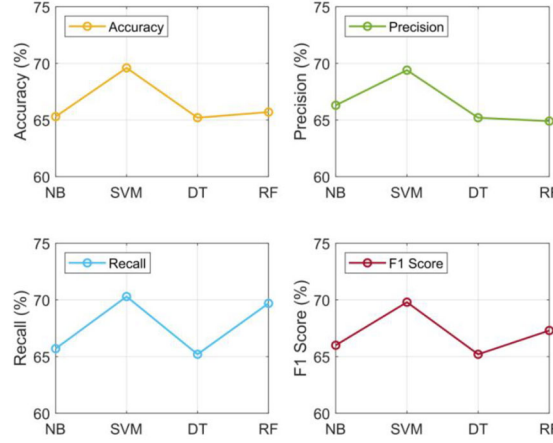 75
Accuracy
70
65
60
Accuracy (%)
NB SVM DT RF
75
Precision
70
65
60
Precision (%)
NB SVM DT RF
75
Recall
70
65
60
Recall (%)
NB SVM DT RF
75
F1 Score
70
65
60
F1 Score (%)
NB SVM DT RF